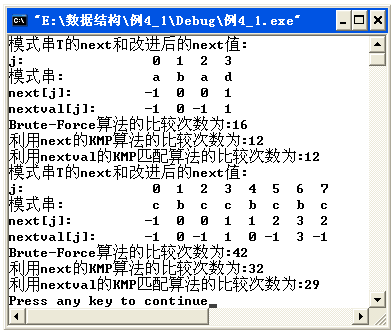 "E:\数据结构\例4_1\Debug\例4_1.exe"
模式串T的next和改进后的next值:
j: 0 1 2 3
模式串: a b a d
next[j]: -1 0 0 1
nextval[j]: -1 0 -1 1
Brute-Force算法的比较次数为:16
利用next的KMP算法的比较次数为:12
利用nextval的KMP匹配算法的比较次数为:12
模式串T的next和改进后的next值:
j: 0 1 2 3 4 5 6 7
模式串: c b c c b c b c
next[j]: -1 0 0 1 1 2 3 2
nextval[j]: -1 0 -1 1 0 -1 3 -1
Brute-Force算法的比较次数为:42
利用next的KMP算法的比较次数为:32
利用nextval的KMP匹配算法的比较次数为:29
Press any key to continue